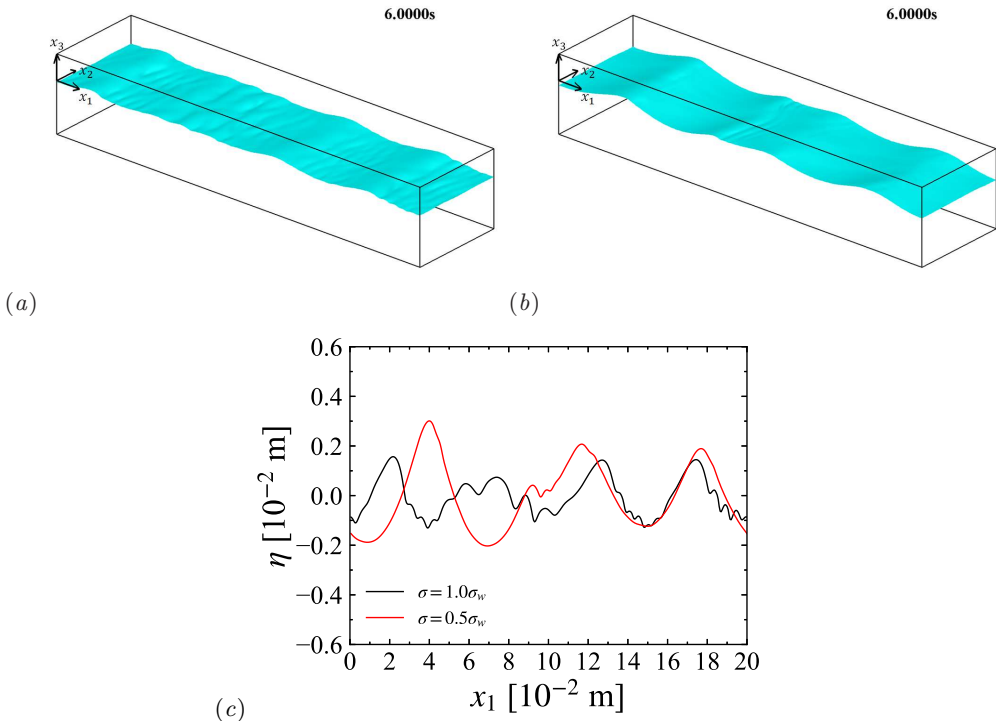 6.0000s
6.0000s
x₃
x₂
x₁
x₃
x₂
x₁
(a)
(b)
0.6
0.4
0.2
0.0
−0.2
−0.4
−0.6
η [10⁻² m]
σ = 1.0σ_w
σ = 0.5σ_w
0 2 4 6 8 10 12 14 16 18 20
x₁ [10⁻² m]
(c)